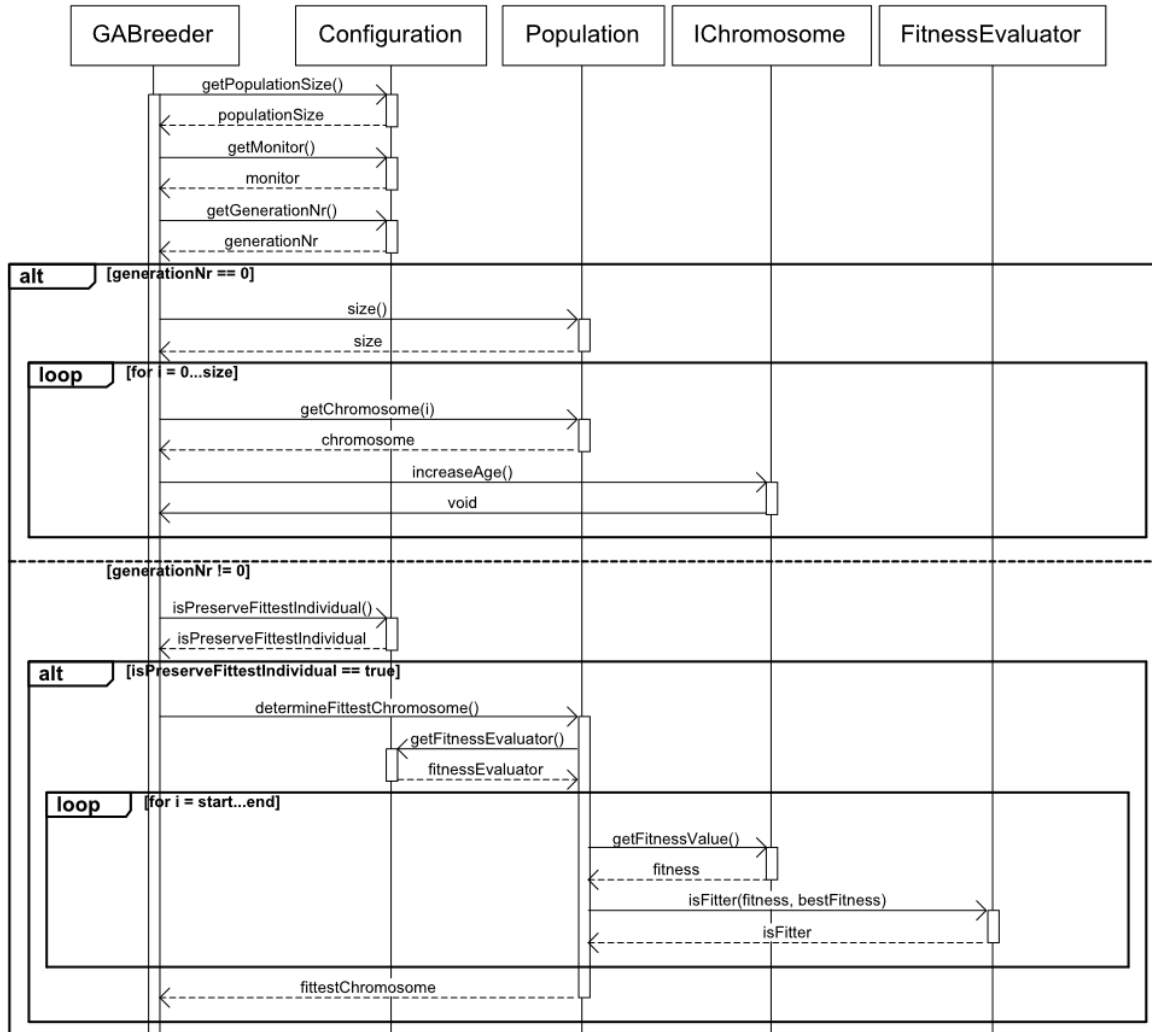 GABreeder
Configuration
Population
IChromosome
FitnessEvaluator
getPopulationSize()
populationSize
getMonitor()
monitor
getGenerationNr()
generationNr
alt
[generationNr == 0]
size()
size
loop
[for i = 0...size]
getChromosome(i)
chromosome
increaseAge()
void
[generationNr != 0]
isPreserveFittestIndividual()
isPreserveFittestIndividual
alt
[isPreserveFittestIndividual == true]
determineFittestChromosome()
getFitnessEvaluator()
fitnessEvaluator
loop
[for i = start...end]
getFitnessValue()
fitness
isFitter(fitness, bestFitness)
isFitter
fittestChromosome